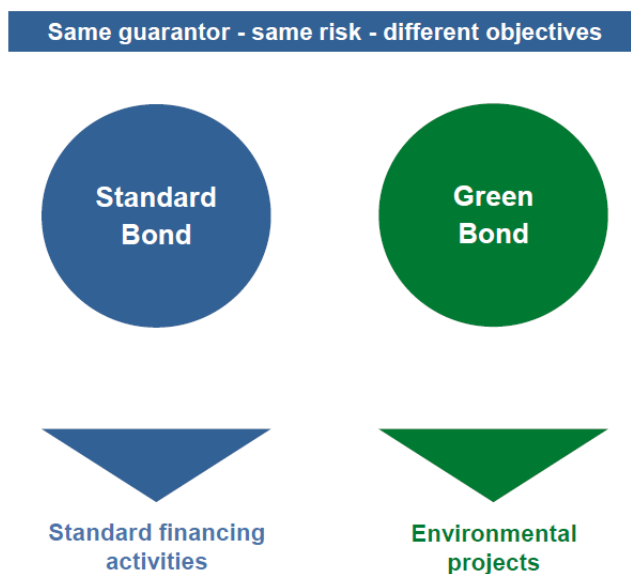 Same guarantor - same risk - different objectives
Standard
Bond
Green
Bond
Standard financing
activities
Environmental
projects